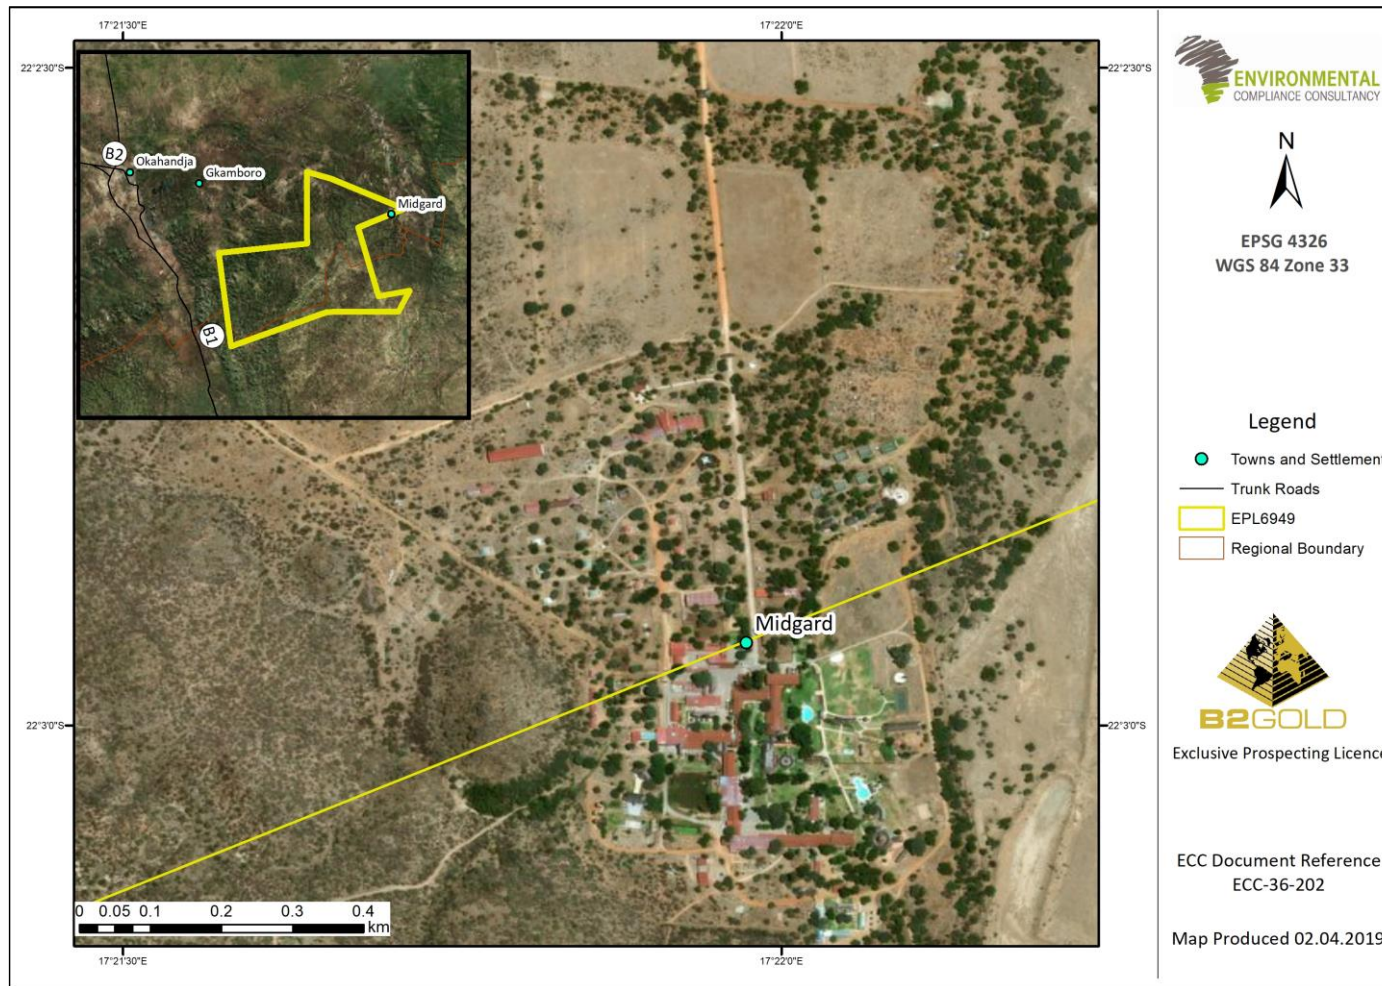 17°21'30"E
17°22'0"E
22°2'30"S
22°2'30"S
B2
Okahandja
Gkamboro
Midgard
B1
Midgard
22°3'0"S
22°3'0"S
0 0.05 0.1 0.2 0.3 0.4
km
17°21'30"E
17°22'0"E
ENVIRONMENTAL
COMPLIANCE CONSULTANCY
N
EPSG 4326
WGS 84 Zone 33
Legend
Towns and Settlement
Trunk Roads
EPL6949
Regional Boundary
B2GOLD
Exclusive Prospecting Licence
ECC Document Reference
ECC-36-202
Map Produced 02.04.2019